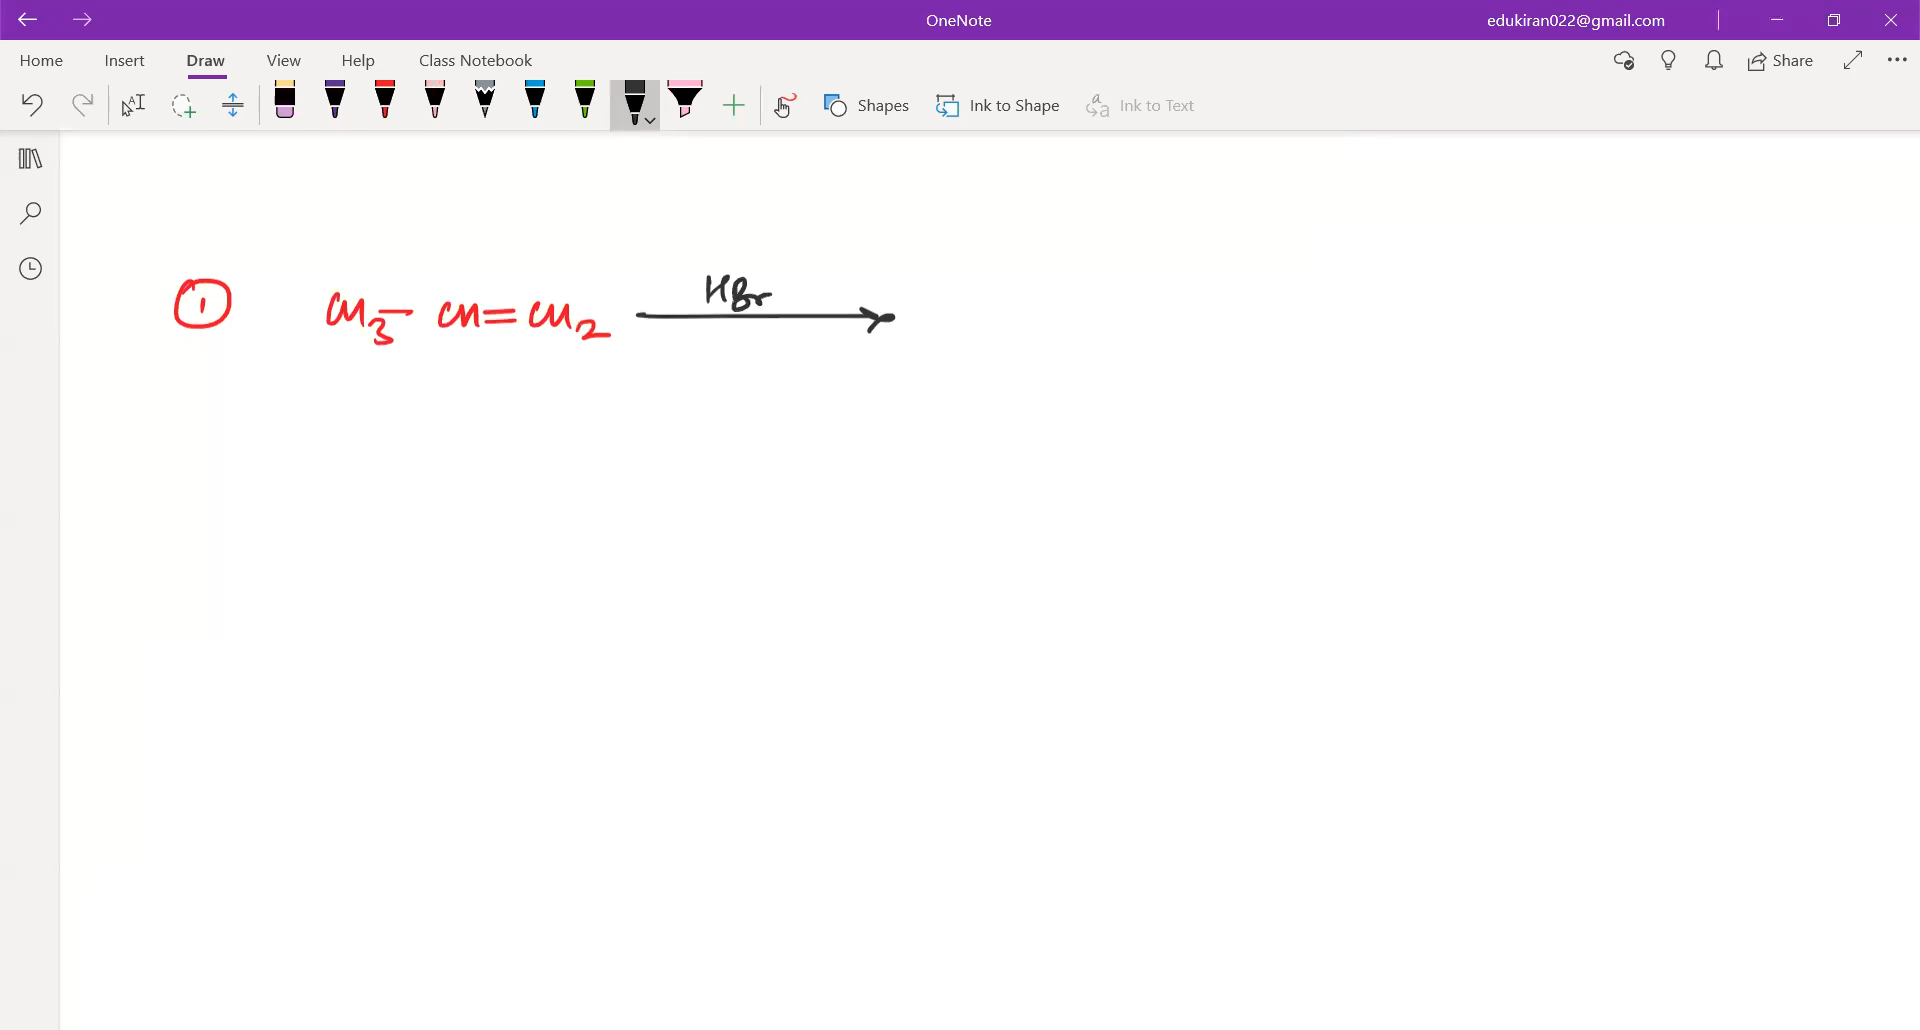 OneNote
edukiran022@gmail.com
Home Insert Draw View Help Class Notebook Share
Shapes Ink to Shape Ink to Text
① CH3 - CH = CH2 HBr →